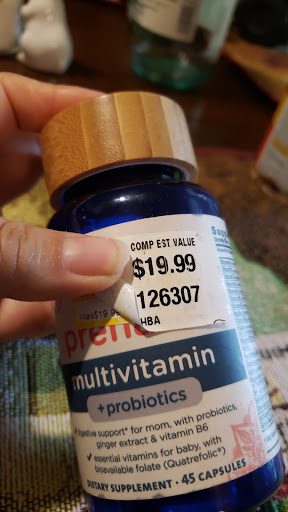 COMP EST VALUE
$19.99
126307
HBA
multivitamin
+probiotics
digestive support* for mom, with probiotics,
ginger extract & vitamin B6
✓ essential vitamins for baby, with
bioavailable folate (Quatrefolic®)
DIETARY SUPPLEMENT · 45 CAPSULES